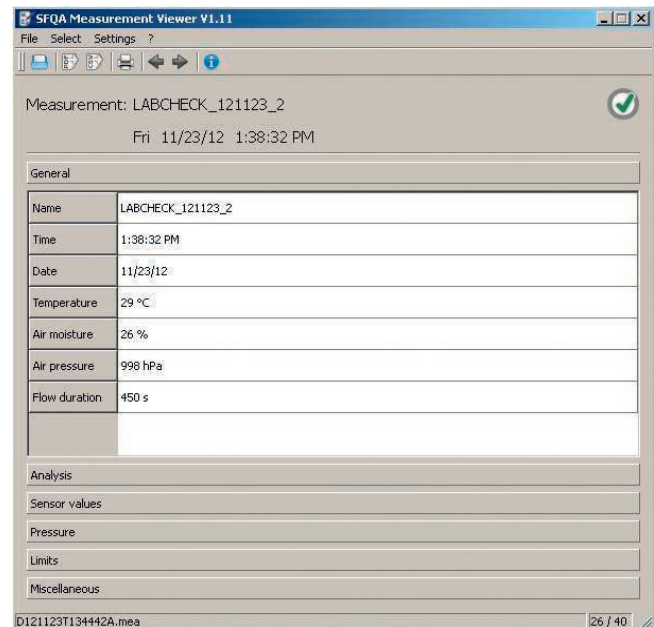 SFQA Measurement Viewer V1.11
File Select Settings ?
Measurement: LABCHECK_121123_2
Fri 11/23/12 1:38:32 PM
General
Name LABCHECK_121123_2
Time 1:38:32 PM
Date 11/23/12
Temperature 29 °C
Air moisture 26 %
Air pressure 998 hPa
Flow duration 450 s
Analysis
Sensor values
Pressure
Limits
Miscellaneous
D121123T134442A.mea 26 / 40